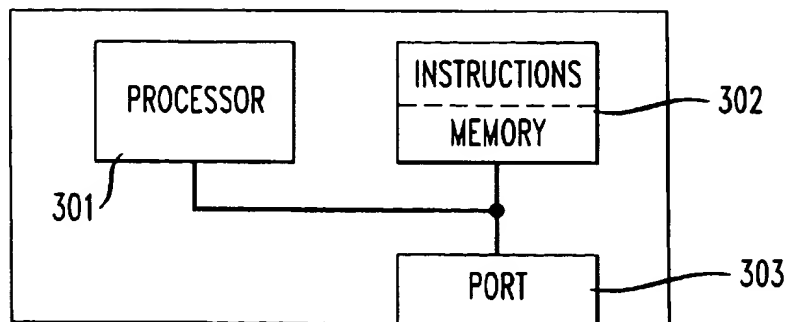 PROCESSOR
INSTRUCTIONS
MEMORY
302
301
PORT
303